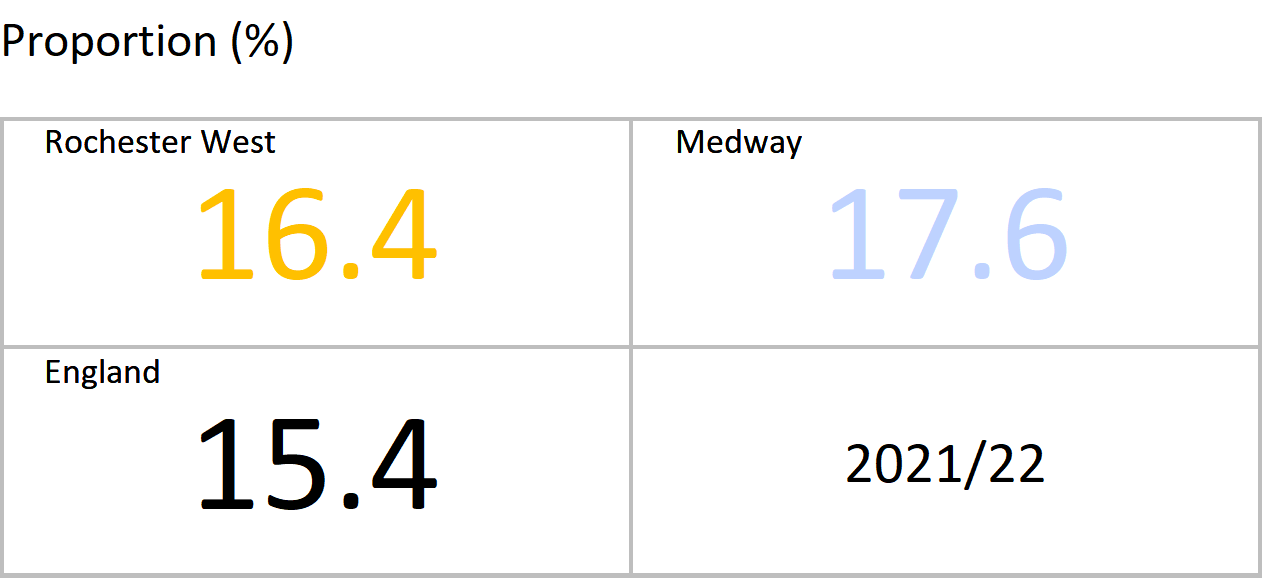 Proportion (%)
Rochester West
16.4
Medway
17.6
England
15.4
2021/22